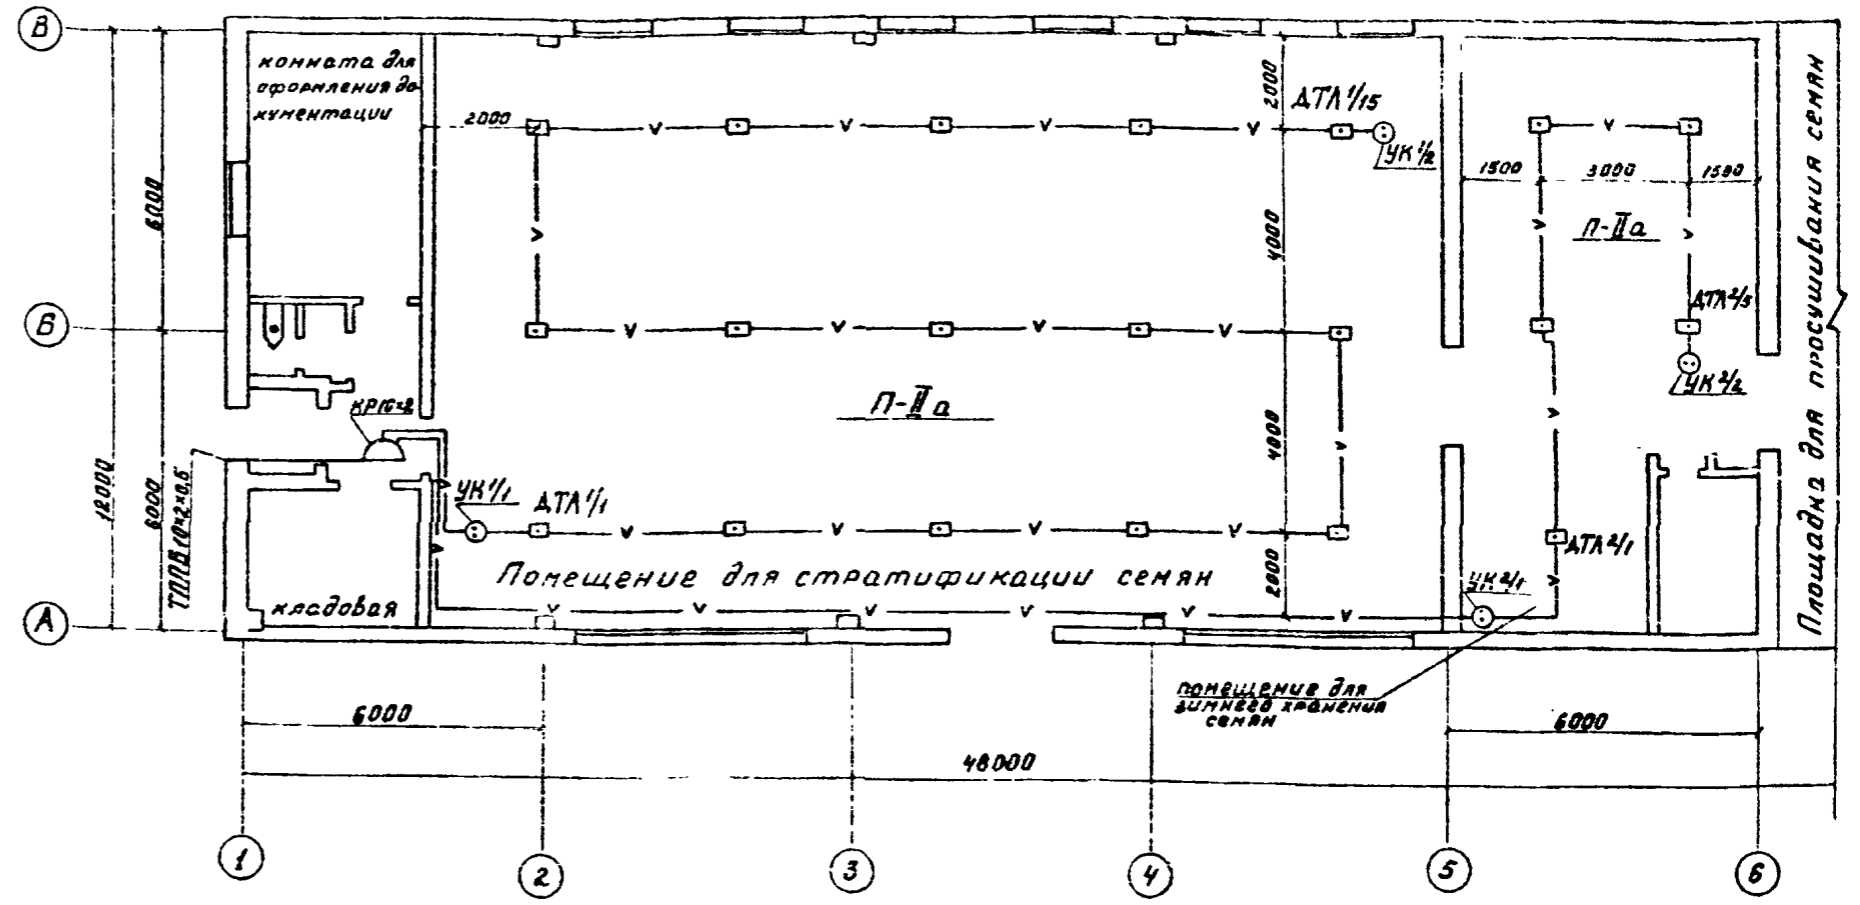 В
комната для
оформления до
кументации
2000
2000
ДТЛ 1/15
УК 1/2
1500
3000
1500
П-IIа
6000
4000
ДТЛ 2/5
УК 2/2
Б
П-IIа
КРТ6×2
4000
12000
6000
ТППВ 10×2×0,5
УК 1/1
ДТЛ 1/1
ДТЛ 2/1
УК 2/1
2000
Помещение для стратификации семян
кладовая
А
Площадка для просушивания семян
помещение для
зимнего хранения
семян
6000
6000
48000
1
2
3
4
5
6